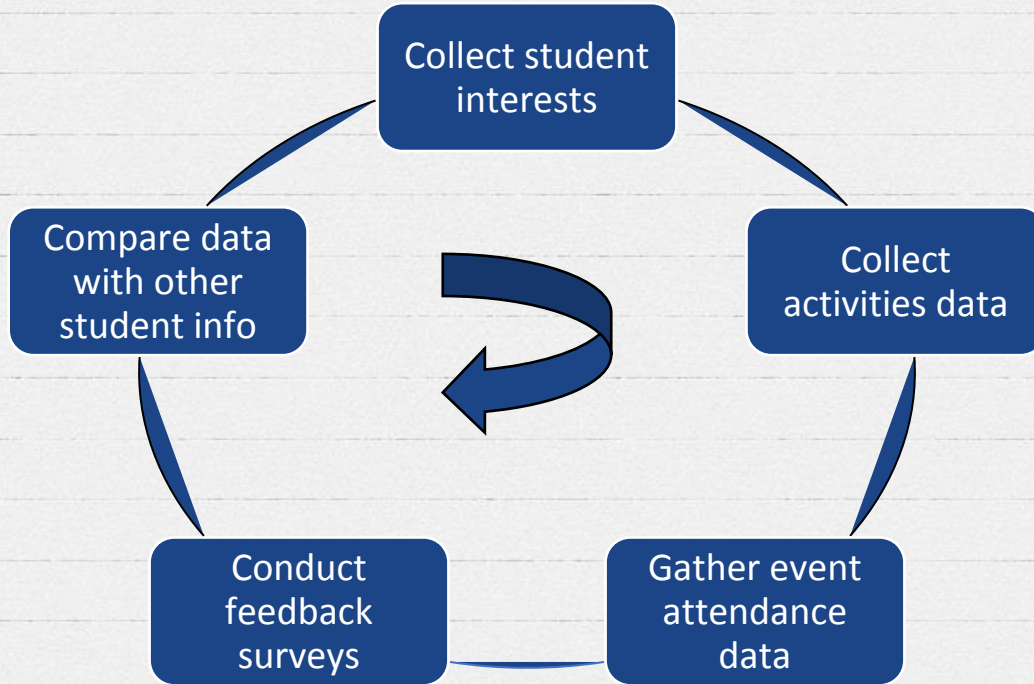 Collect student
interests
Collect
activities data
Gather event
attendance
data
Conduct
feedback
surveys
Compare data
with other
student info